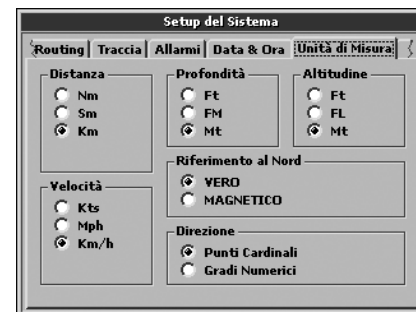 Setup del Sistema
Routing Traccia Allarmi Data & Ora Unità di Misura
Distanza
Nm
Sm
Km
Profondità
Ft
FM
Mt
Altitudine
Ft
FL
Mt
Velocità
Kts
Mph
Km/h
Riferimento al Nord
VERO
MAGNETICO
Direzione
Punti Cardinali
Gradi Numerici